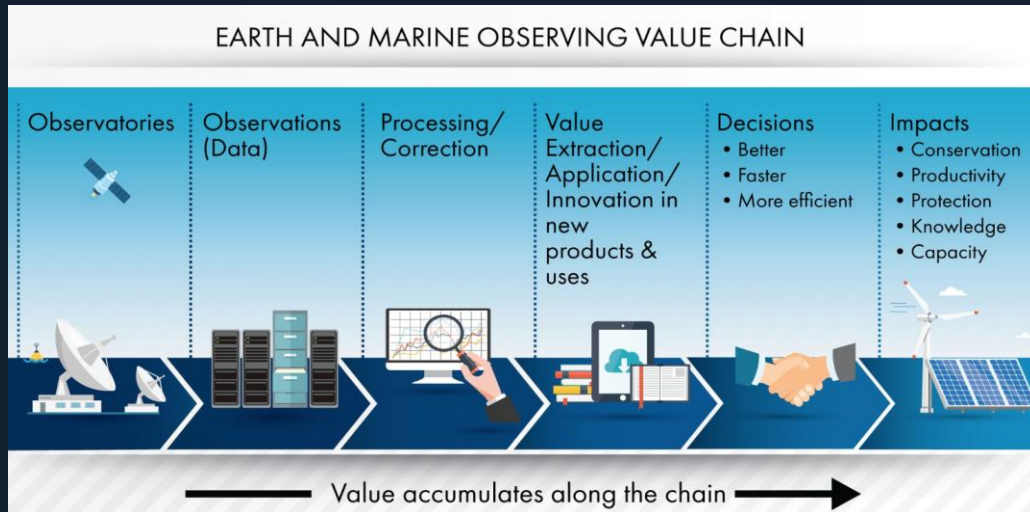 EARTH AND MARINE OBSERVING VALUE CHAIN
Observatories
Observations
(Data)
Processing/
Correction
Value
Extraction/
Application/
Innovation in
new
products &
uses
Decisions
• Better
• Faster
• More efficient
Impacts
• Conservation
• Productivity
• Protection
• Knowledge
• Capacity
Value accumulates along the chain